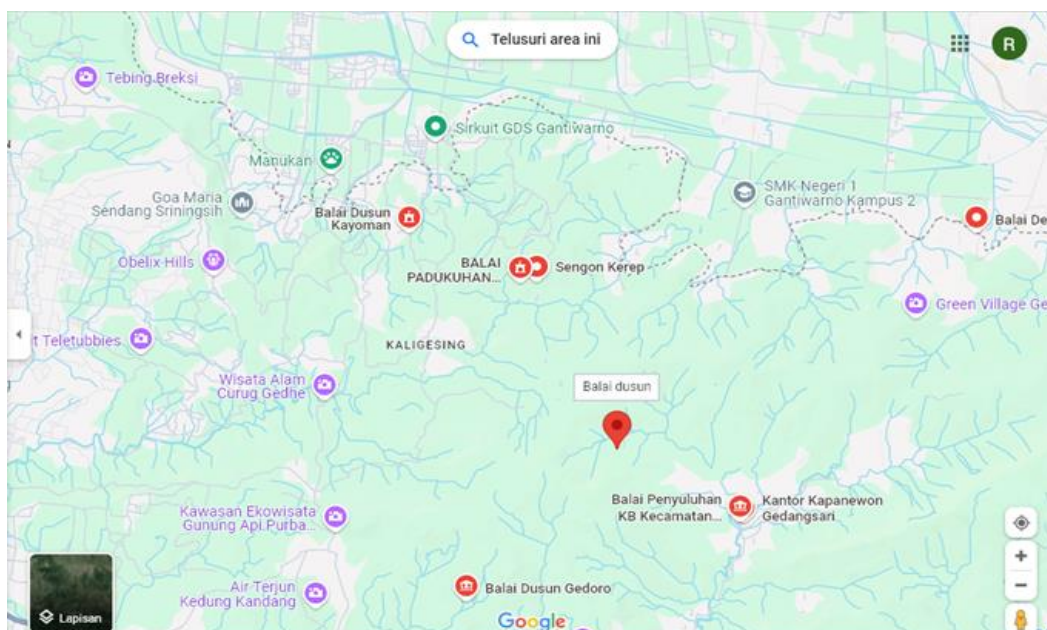 Telusuri area ini
R
Tebing Breksi
Sirkuit GDS Gantiwarno
Manukan
SMK Negeri 1
Gantiwarno Kampus 2
Goa Maria
Sendang Sriningsih
Balai Dusun
Kayoman
Balai De
Obelix Hills
BALAI
PADUKUHAN...
Sengon Kerep
Green Village Ge
t Teletubbies
KALIGESING
Wisata Alam
Curug Gedhe
Balai dusun
Balai Penyuluhan
KB Kecamatan...
Kantor Kapanewon
Gedangsari
Kawasan Ekowisata
Gunung Api Purba...
Air Terjun
Kedung Kandang
Balai Dusun Gedoro
Lapisan
Google